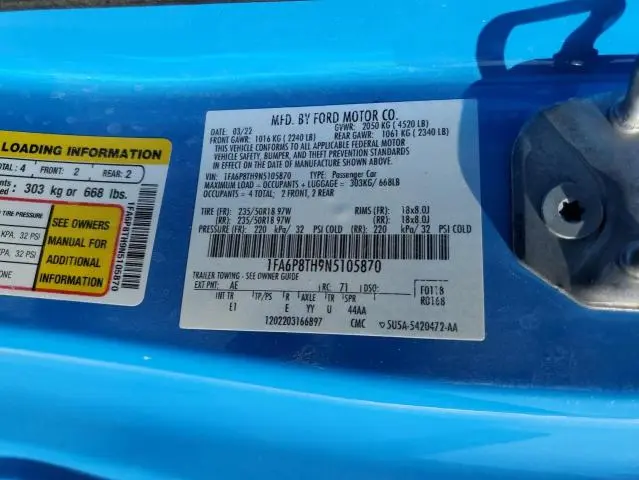 LOADING INFORMATION
TOTAL: 4 FRONT: 2 REAR: 2
: 303 kg or 668 lbs.
TIRE PRESSURE
KPA, 32 PSI
KPA, 32 PSI
NONE
SEE OWNERS
MANUAL FOR
ADDITIONAL
INFORMATION
1FA6P8TH9N5105870
MFD. BY FORD MOTOR CO.
DATE: 03/22 GVWR: 2050 KG ( 4520 LB)
FRONT GAWR: 1016 KG ( 2240 LB) REAR GAWR: 1061 KG ( 2340 LB)
THIS VEHICLE CONFORMS TO ALL APPLICABLE FEDERAL MOTOR
VEHICLE SAFETY, BUMPER, AND THEFT PREVENTION STANDARDS
IN EFFECT ON THE DATE OF MANUFACTURE SHOWN ABOVE.
VIN: 1FA6P8TH9N5105870 TYPE: Passenger Car
MAXIMUM LOAD = OCCUPANTS + LUGGAGE = 303KG/ 668LB
OCCUPANTS = 4 TOTAL; 2 FRONT, 2 REAR
TIRE (FR): 235/50R18 97W RIMS (FR): 18x8.0J
(RR): 235/50R18 97W (RR): 18x8.0J
PRESSURE (FR): 220 kPa/ 32 PSI COLD (RR): 220 kPa/ 32 PSI COLD
1FA6P8TH9N5105870
TRAILER TOWING - SEE OWNER GUIDE
EXT PNT: AE RC: 71 DSO: F0118
R0168
INT TR TP/PS R AXLE TR SPR
E1 E YY U 44AA
1202203166897 CMC SU5A-5420472-AA